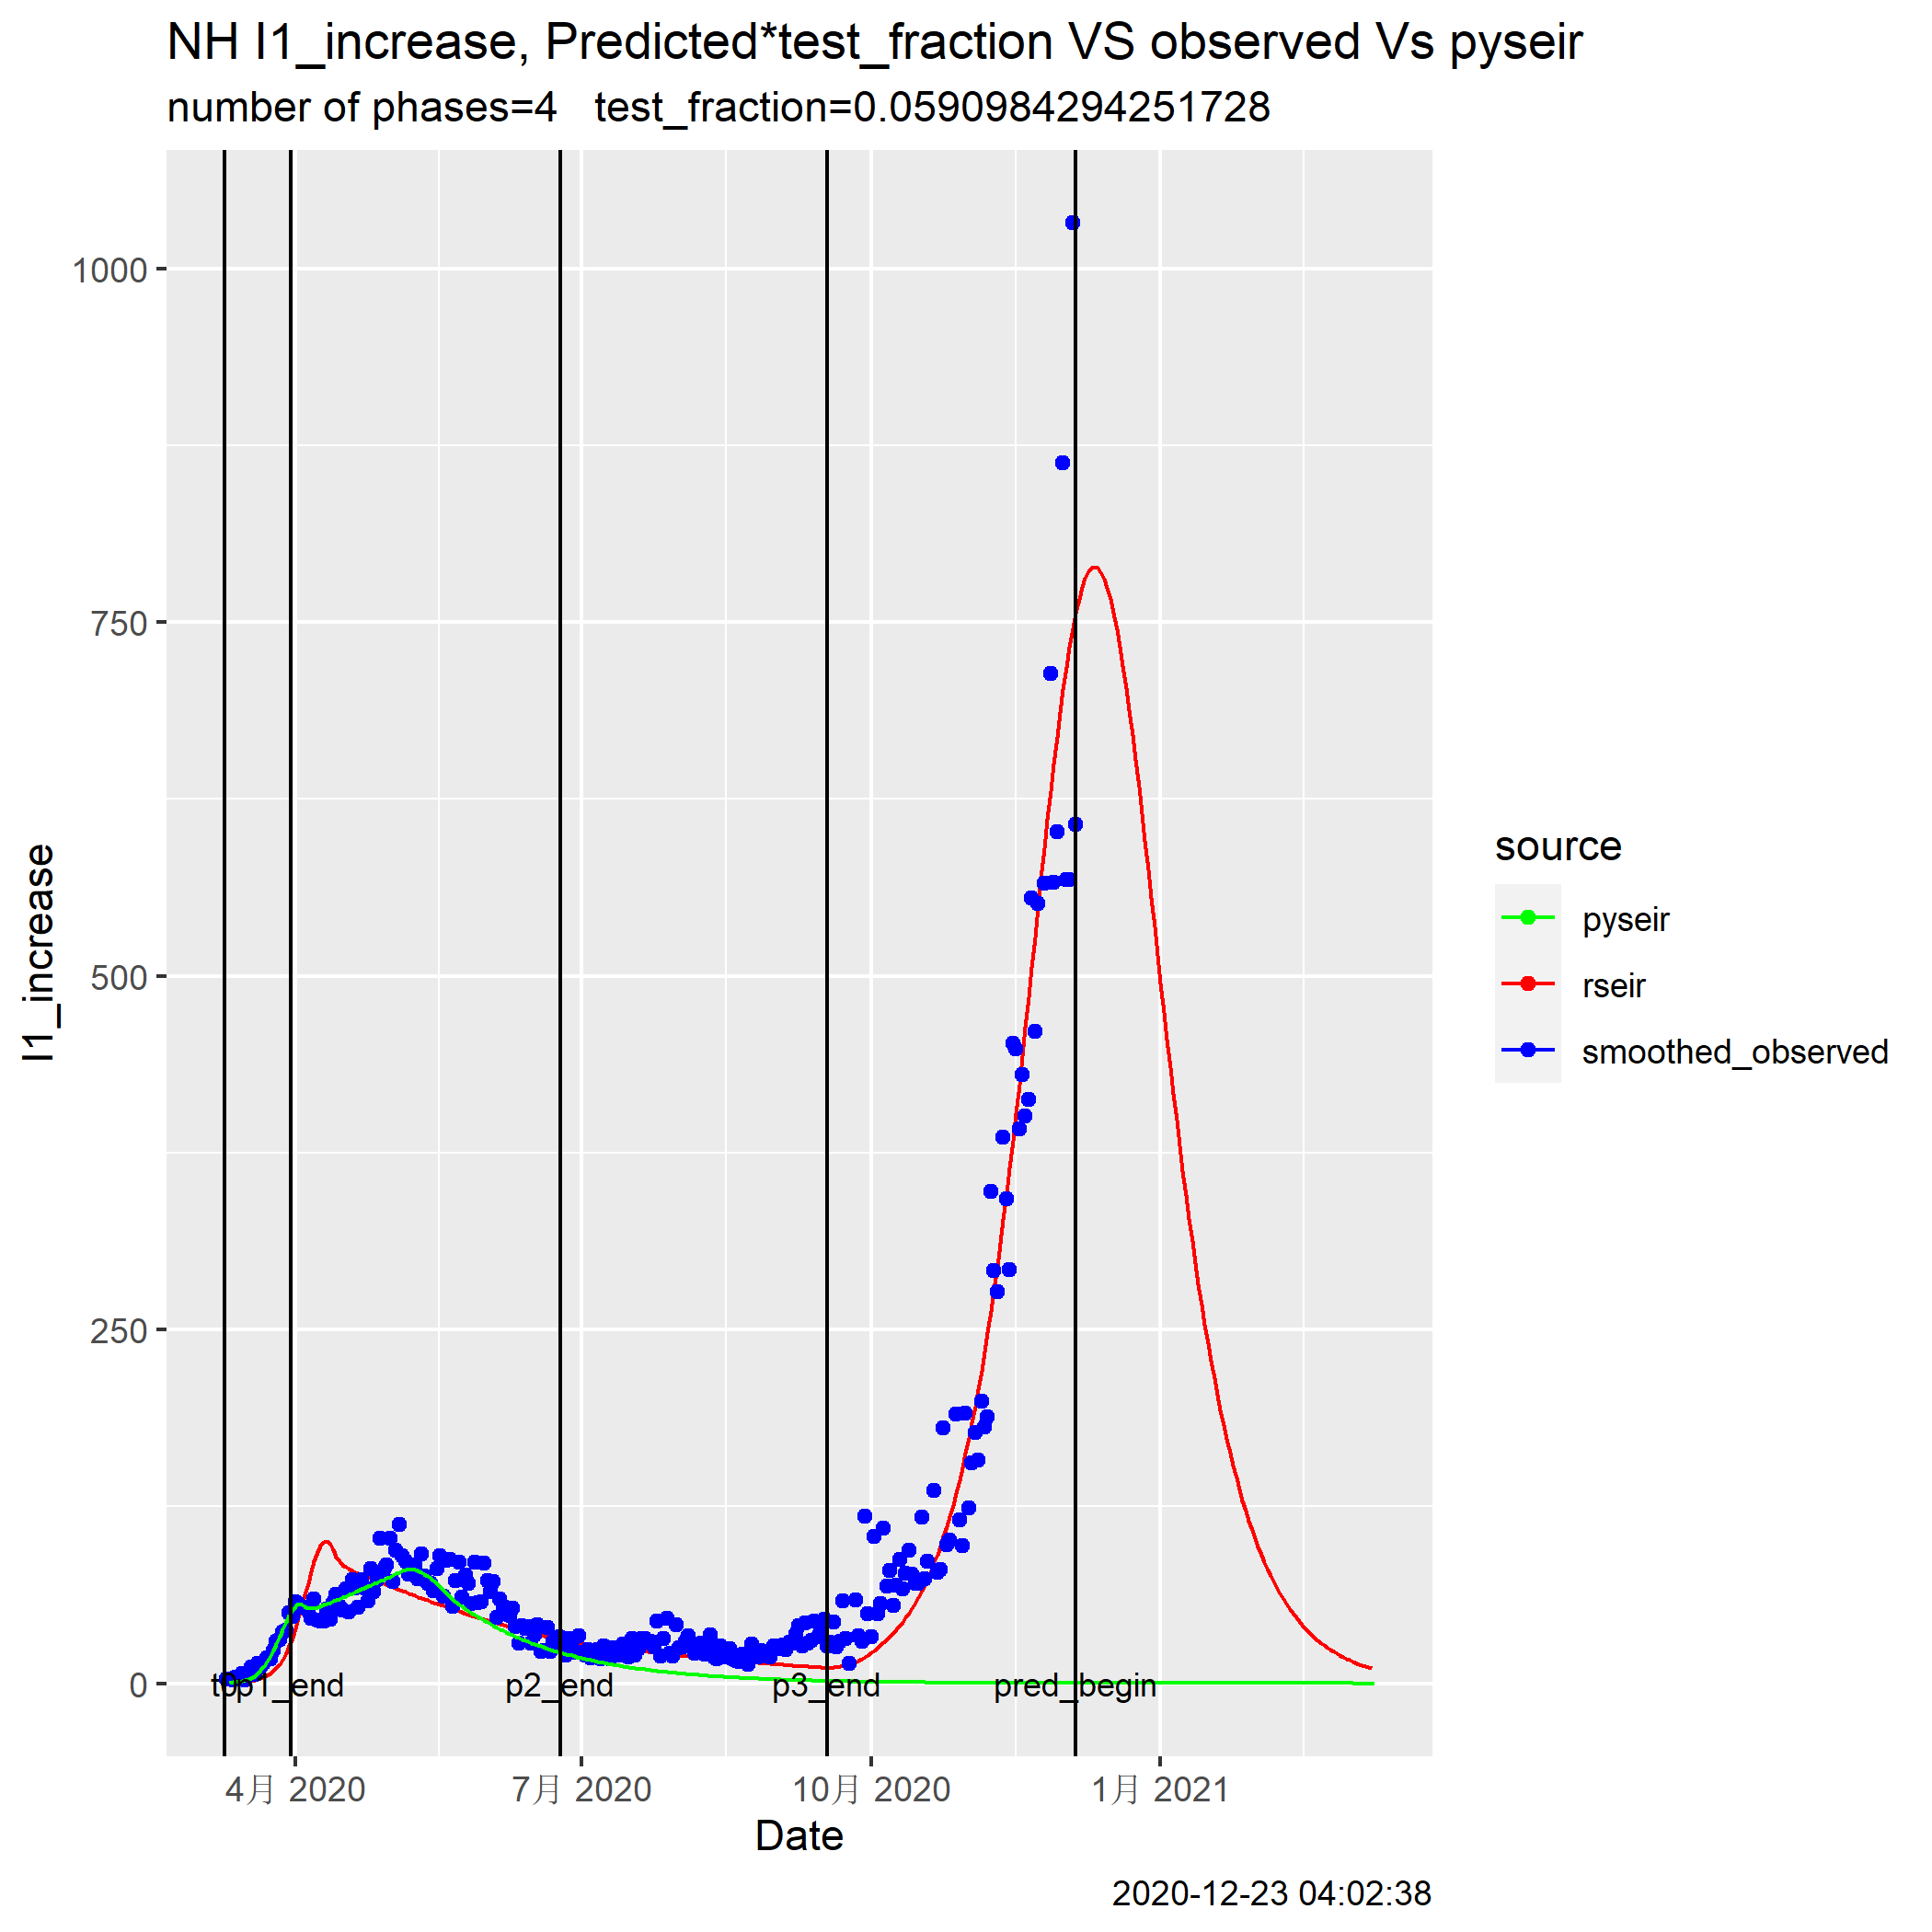 NH I1_increase, Predicted*test_fraction VS observed Vs pyseir
number of phases=4 test_fraction=0.0590984294251728
1000
750
500
250
0
I1_increase
t0
p1_end
p2_end
p3_end
pred_begin
4月 2020
7月 2020
10月 2020
1月 2021
Date
source
pyseir
rseir
smoothed_observed
2020-12-23 04:02:38